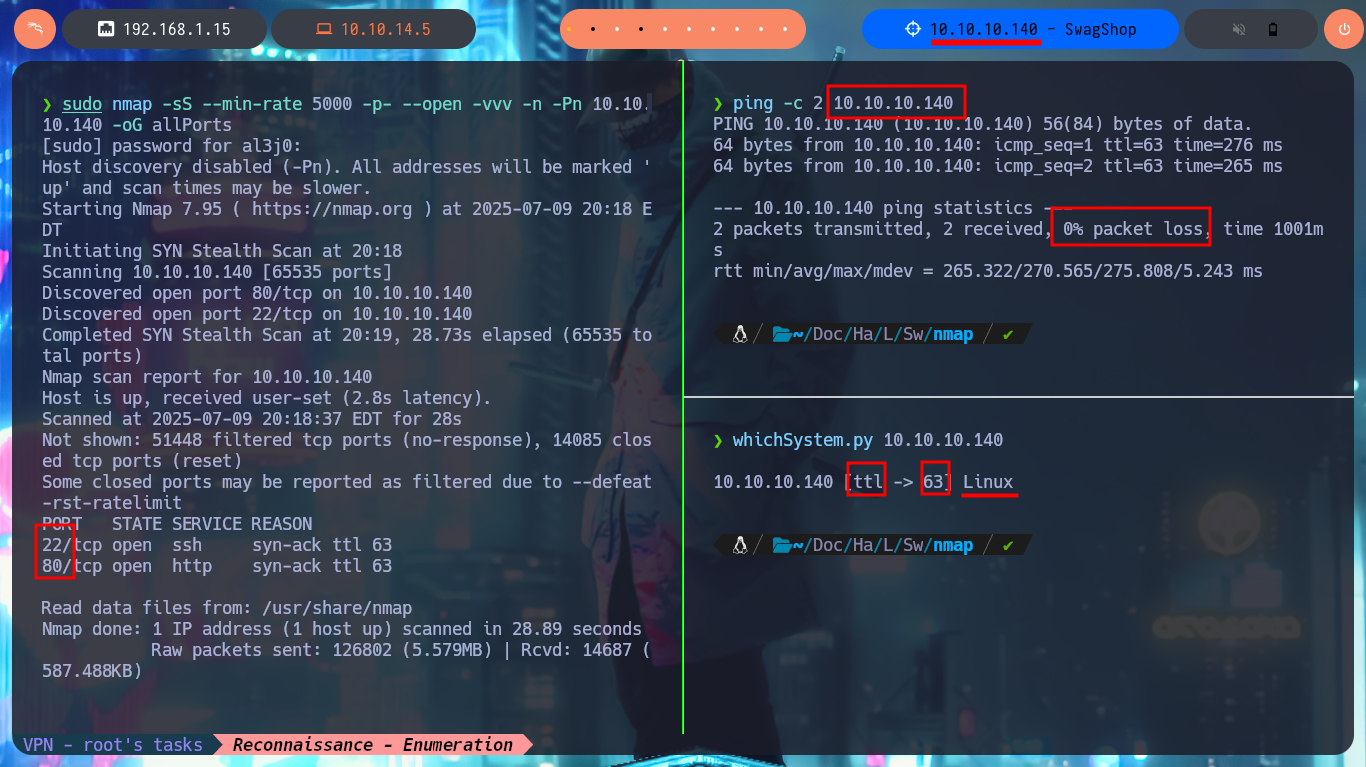 192.168.1.15
10.10.14.5
10.10.10.140 - SwagShop
❯ sudo nmap -sS --min-rate 5000 -p- --open -vvv -n -Pn 10.10.
10.140 -oG allPorts
[sudo] password for al3j0:
Host discovery disabled (-Pn). All addresses will be marked '
up' and scan times may be slower.
Starting Nmap 7.95 ( https://nmap.org ) at 2025-07-09 20:18 E
DT
Initiating SYN Stealth Scan at 20:18
Scanning 10.10.10.140 [65535 ports]
Discovered open port 80/tcp on 10.10.10.140
Discovered open port 22/tcp on 10.10.10.140
Completed SYN Stealth Scan at 20:19, 28.73s elapsed (65535 to
tal ports)
Nmap scan report for 10.10.10.140
Host is up, received user-set (2.8s latency).
Scanned at 2025-07-09 20:18:37 EDT for 28s
Not shown: 51448 filtered tcp ports (no-response), 14085 clos
ed tcp ports (reset)
Some closed ports may be reported as filtered due to --defeat
-rst-ratelimit
PORT   STATE SERVICE REASON
22/tcp open  ssh     syn-ack ttl 63
80/tcp open  http    syn-ack ttl 63
Read data files from: /usr/share/nmap
Nmap done: 1 IP address (1 host up) scanned in 28.89 seconds
Raw packets sent: 126802 (5.579MB) | Rcvd: 14687 (
587.488KB)
❯ ping -c 2 10.10.10.140
PING 10.10.10.140 (10.10.10.140) 56(84) bytes of data.
64 bytes from 10.10.10.140: icmp_seq=1 ttl=63 time=276 ms
64 bytes from 10.10.10.140: icmp_seq=2 ttl=63 time=265 ms
--- 10.10.10.140 ping statistics ---
2 packets transmitted, 2 received, 0% packet loss, time 1001m
s
rtt min/avg/max/mdev = 265.322/270.565/275.808/5.243 ms
~/Doc/Ha/L/Sw/nmap / ✔
❯ whichSystem.py 10.10.10.140
10.10.10.140 [ttl -> 63] Linux
~/Doc/Ha/L/Sw/nmap / ✔
VPN - root's tasks
Reconnaissance - Enumeration